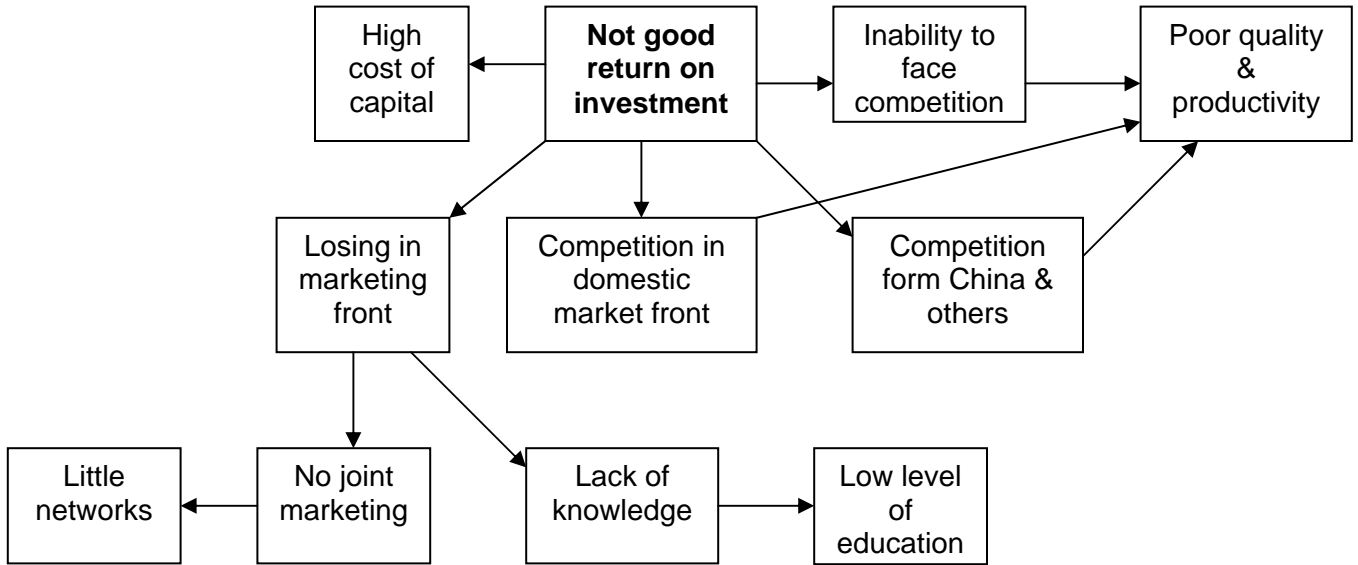 High
cost of
capital
Not good
return on
investment
Inability to
face
competition
Poor quality
&
productivity
Losing in
marketing
front
Competition in
domestic
market front
Competition
form China &
others
Little
networks
No joint
marketing
Lack of
knowledge
Low level
of
education